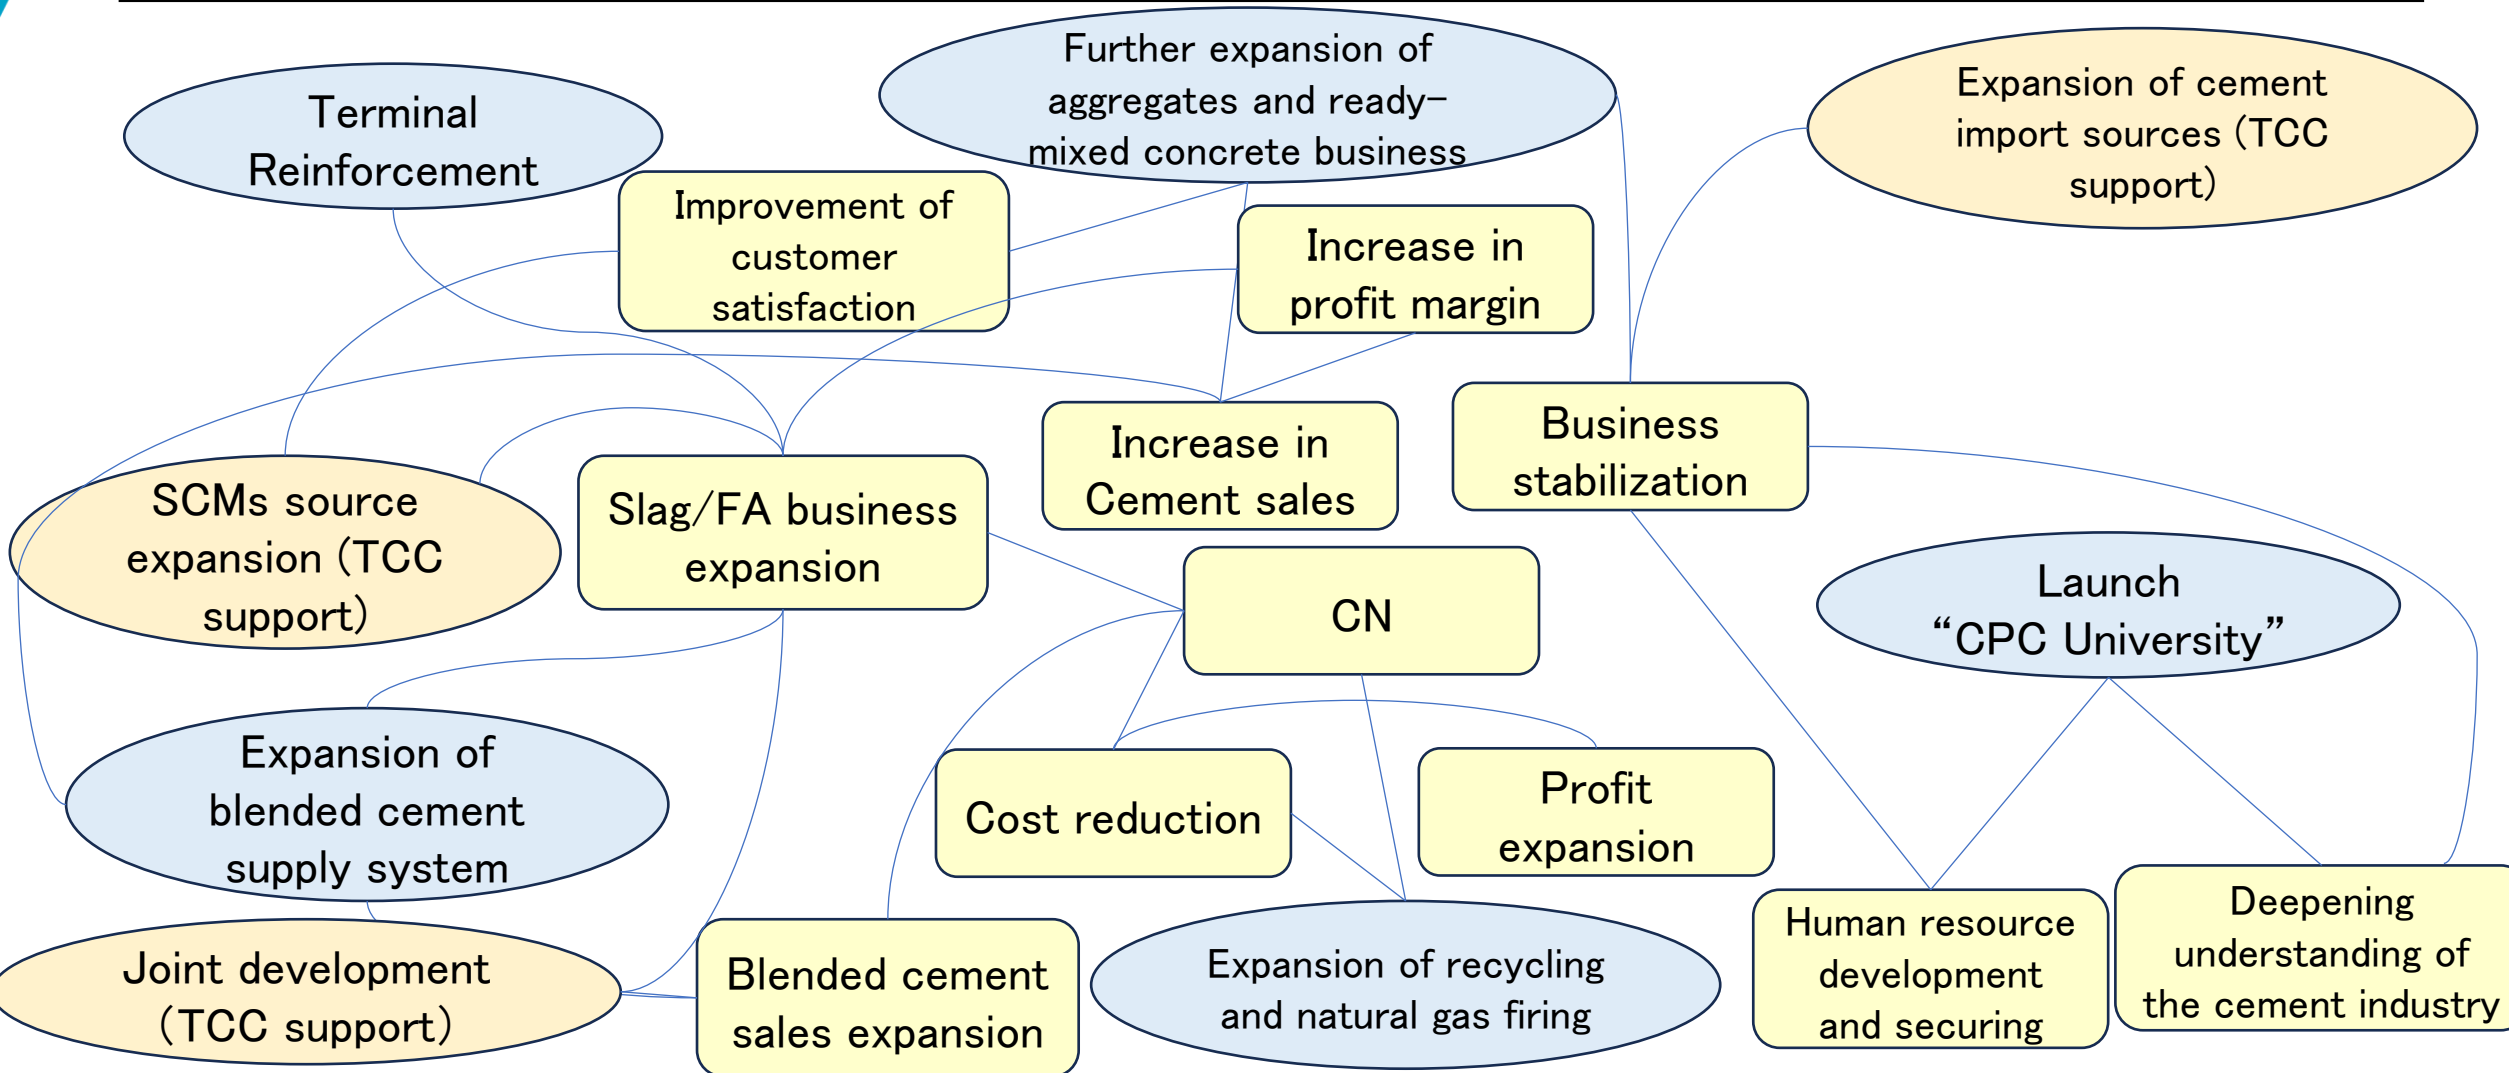 Terminal
Reinforcement
Further expansion of
aggregates and ready-
mixed concrete business
Expansion of cement
import sources (TCC
support)
Improvement of
customer
satisfaction
Increase in
profit margin
Increase in
Cement sales
Business
stabilization
SCMs source
expansion (TCC
support)
Slag/FA business
expansion
CN
Launch
“CPC University”
Expansion of
blended cement
supply system
Cost reduction
Profit
expansion
Joint development
(TCC support)
Blended cement
sales expansion
Expansion of recycling
and natural gas firing
Human resource
development
and securing
Deepening
understanding of
the cement industry